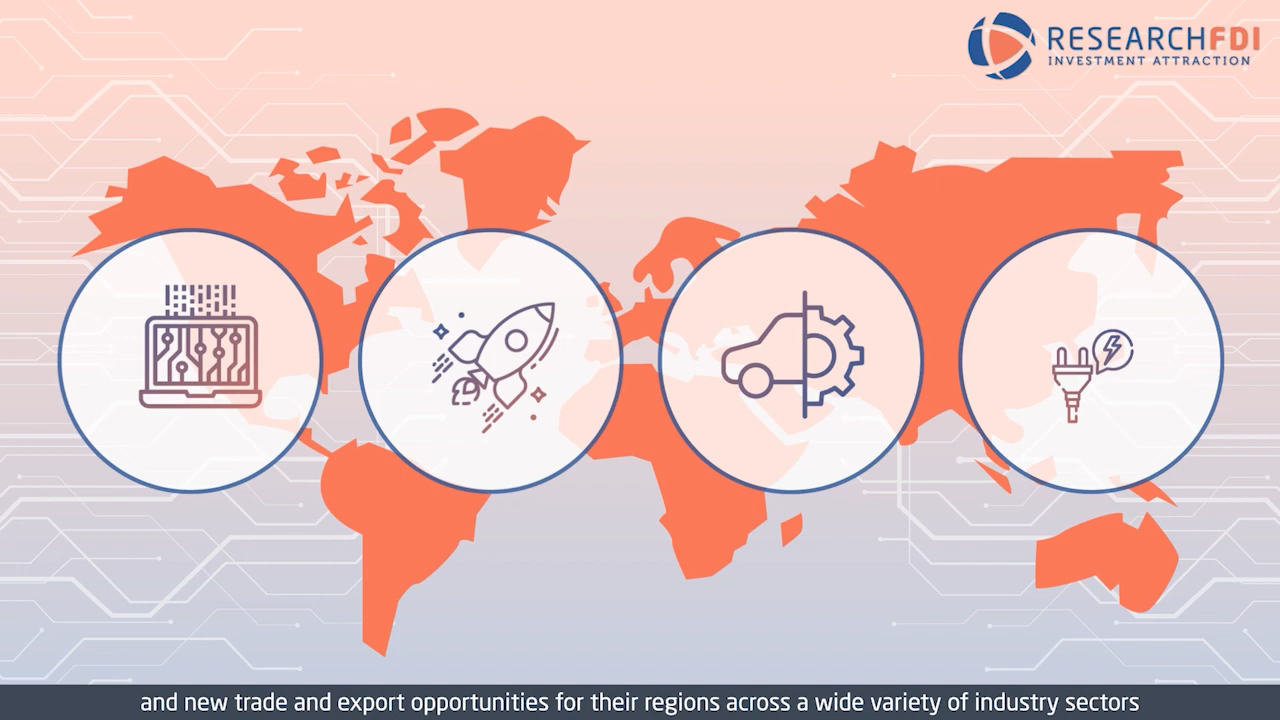 RESEARCHFDI
INVESTMENT ATTRACTION
and new trade and export opportunities for their regions across a wide variety of industry sectors